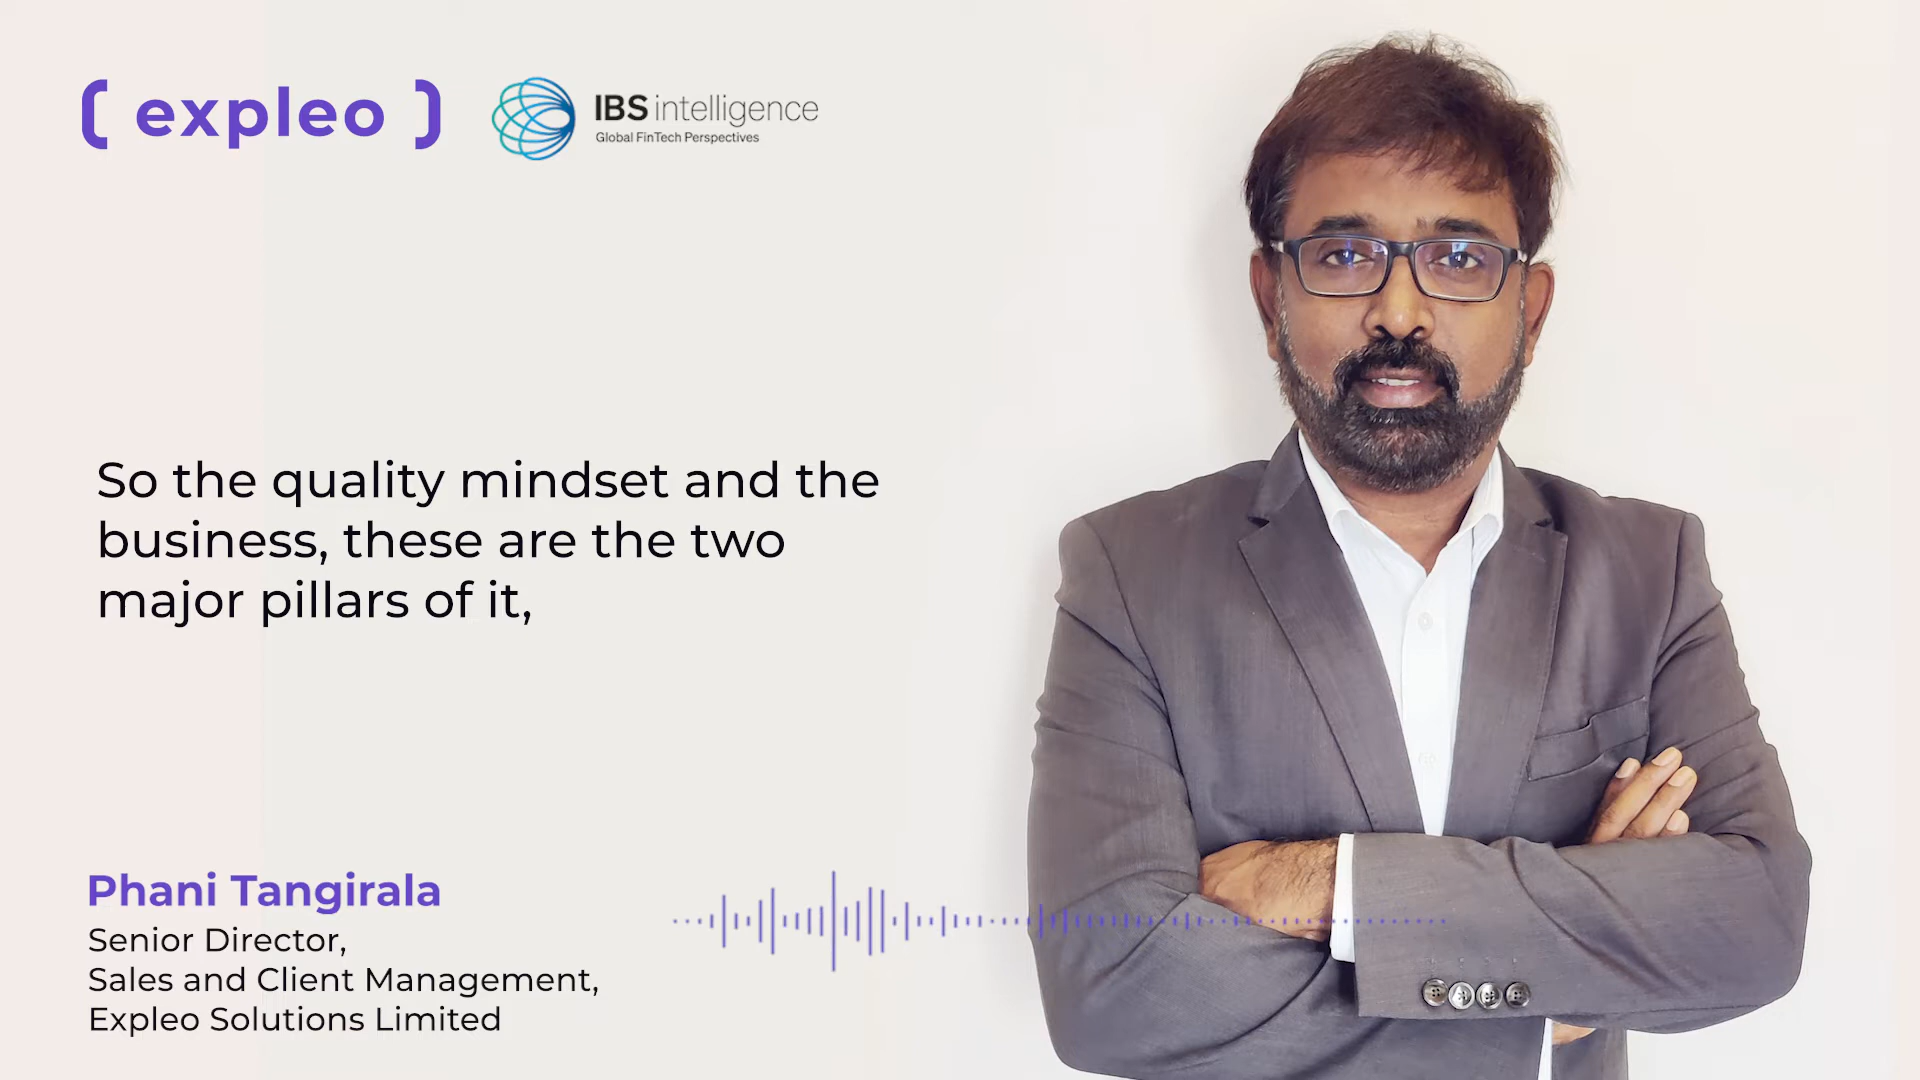 ( expleo )
IBS intelligence
Global FinTech Perspectives
So the quality mindset and the
business, these are the two
major pillars of it,
Phani Tangirala
Senior Director,
Sales and Client Management,
Expleo Solutions Limited